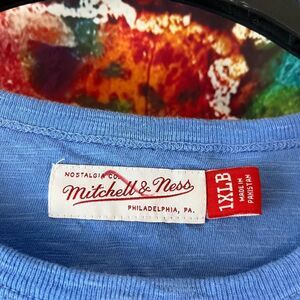 NOSTALGIA CO.
Mitchell & Ness
PHILADELPHIA, PA.
1XLB
MADE IN
PAKISTAN